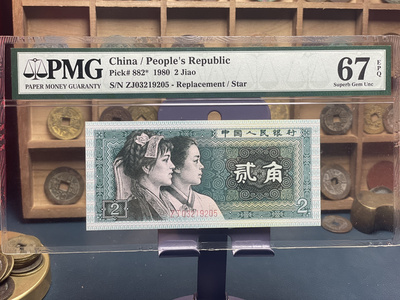 PMG
PAPER MONEY GUARANTY
China / People's Republic
Pick# 882* 1980 2 Jiao
S/N ZJ03219205 - Replacement / Star
67 EPQ
Superb Gem Unc
中国人民银行
贰角
2
2
ZJ03219205